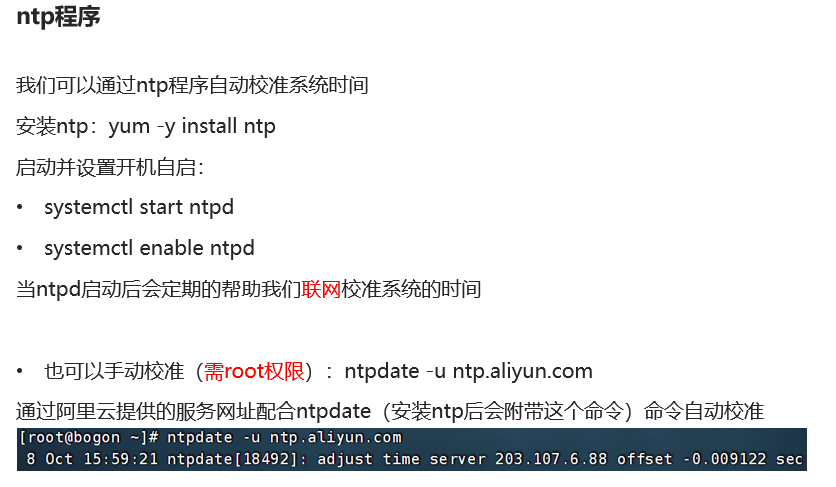 ntp程序
我们可以通过ntp程序自动校准系统时间
安装ntp：yum -y install ntp
启动并设置开机自启：
• systemctl start ntpd
• systemctl enable ntpd
当ntpd启动后会定期的帮助我们联网校准系统的时间
• 也可以手动校准（需root权限）：ntpdate -u ntp.aliyun.com
通过阿里云提供的服务网址配合ntpdate（安装ntp后会附带这个命令）命令自动校准
[root@bogon ~]# ntpdate -u ntp.aliyun.com
8 Oct 15:59:21 ntpdate[18492]: adjust time server 203.107.6.88 offset -0.009122 sec